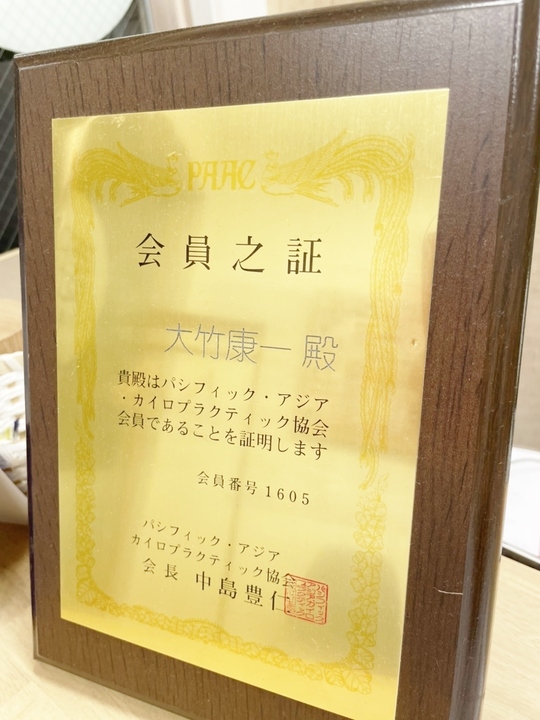 PAAC
会員之証
大竹康一 殿
貴殿はパシフィック・アジア
・カイロプラクティック協会
会員であることを証明します
会員番号1605
パシフィック・アジア
カイロプラクティック協会
会長 中島豊仁